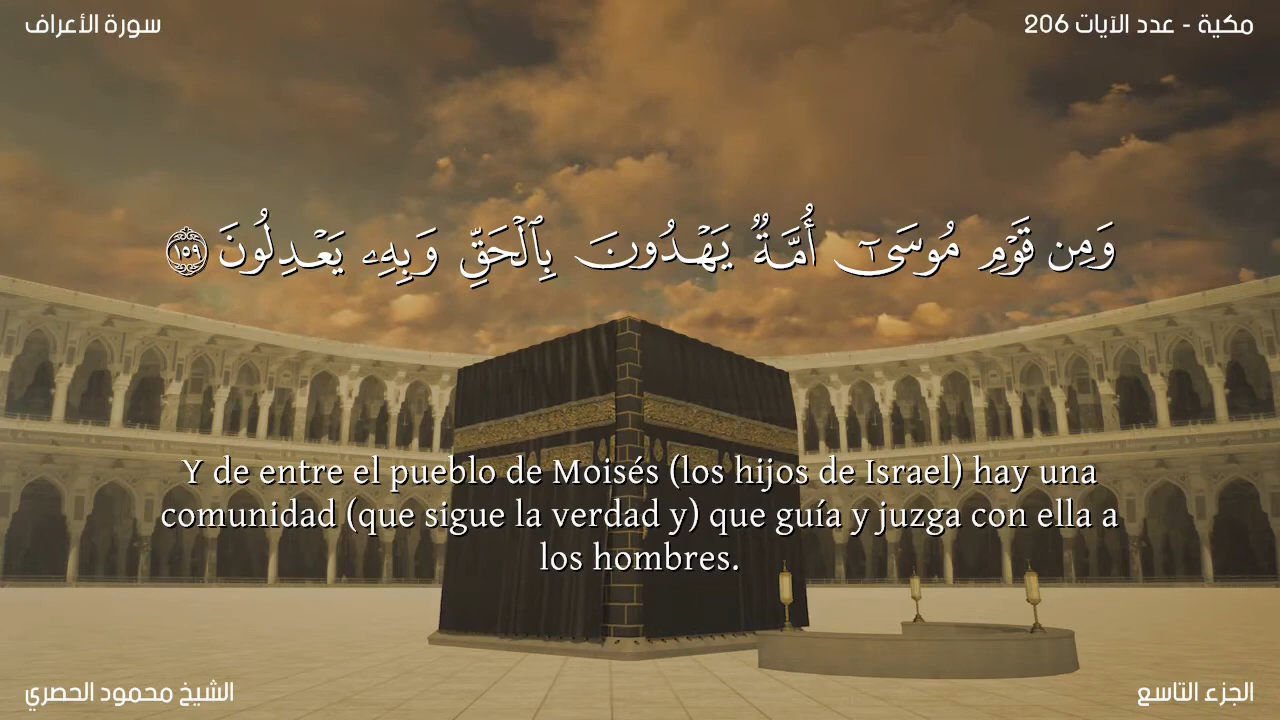 سورة الأعراف
مكية - عدد الآيات 206
وَمِن قَوْمِ مُوسَىٰٓ أُمَّةٌ يَهْدُونَ بِٱلْحَقِّ وَبِهِۦ يَعْدِلُونَ ١٥٩
Y de entre el pueblo de Moisés (los hijos de Israel) hay una
comunidad (que sigue la verdad y) que guía y juzga con ella a
los hombres.
الشيخ محمود الحصري
الجزء التاسع